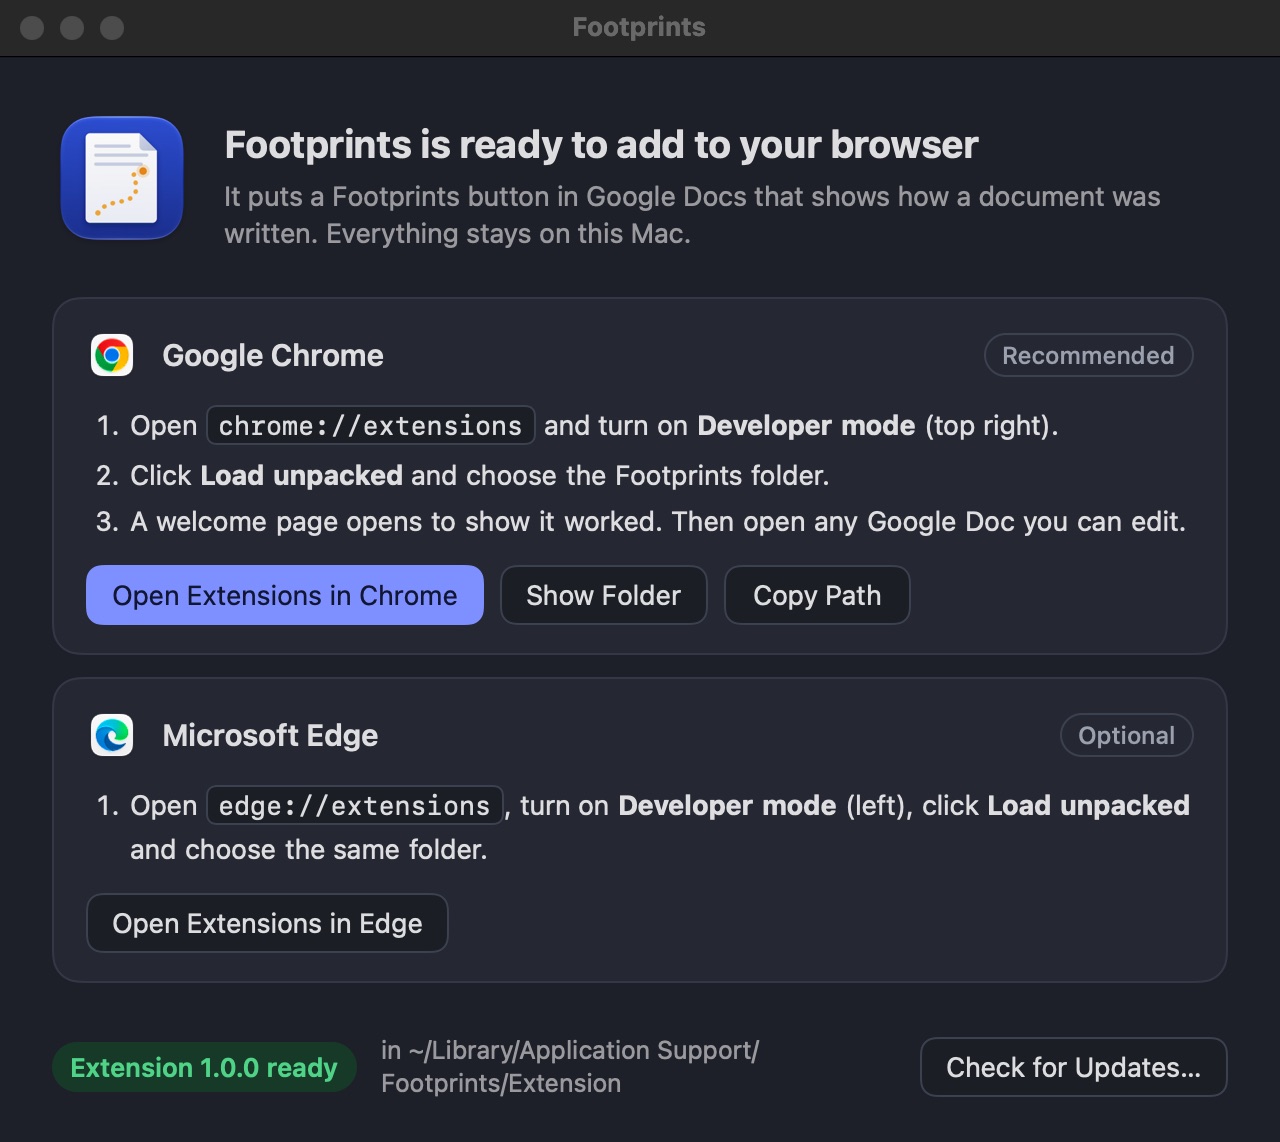 Footprints
Footprints is ready to add to your browser
It puts a Footprints button in Google Docs that shows how a document was
written. Everything stays on this Mac.
Google Chrome
Recommended
1. Open chrome://extensions and turn on Developer mode (top right).
2. Click Load unpacked and choose the Footprints folder.
3. A welcome page opens to show it worked. Then open any Google Doc you can edit.
Open Extensions in Chrome
Show Folder
Copy Path
Microsoft Edge
Optional
1. Open edge://extensions, turn on Developer mode (left), click Load unpacked
and choose the same folder.
Open Extensions in Edge
Extension 1.0.0 ready
in ~/Library/Application Support/
Footprints/Extension
Check for Updates...